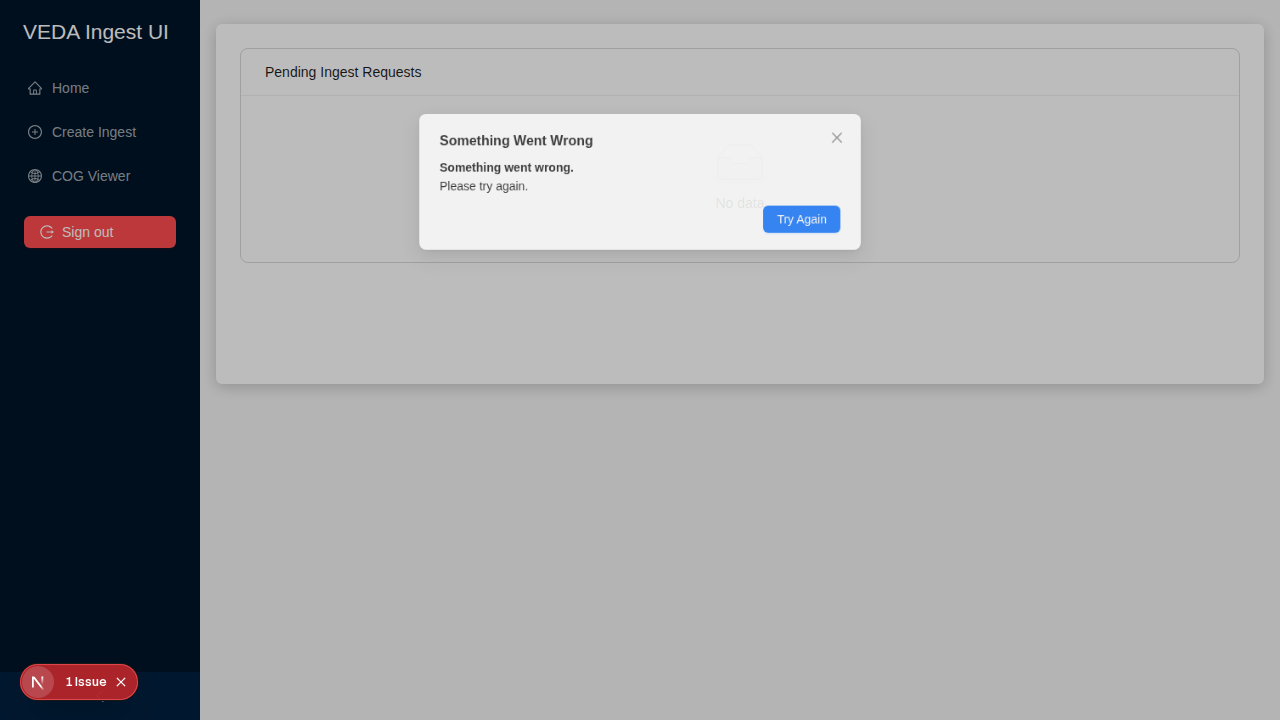 VEDA Ingest UI
Home
Create Ingest
COG Viewer
Sign out
Pending Ingest Requests
Something Went Wrong
Something went wrong.
Please try again.
No data
Try Again
1 Issue